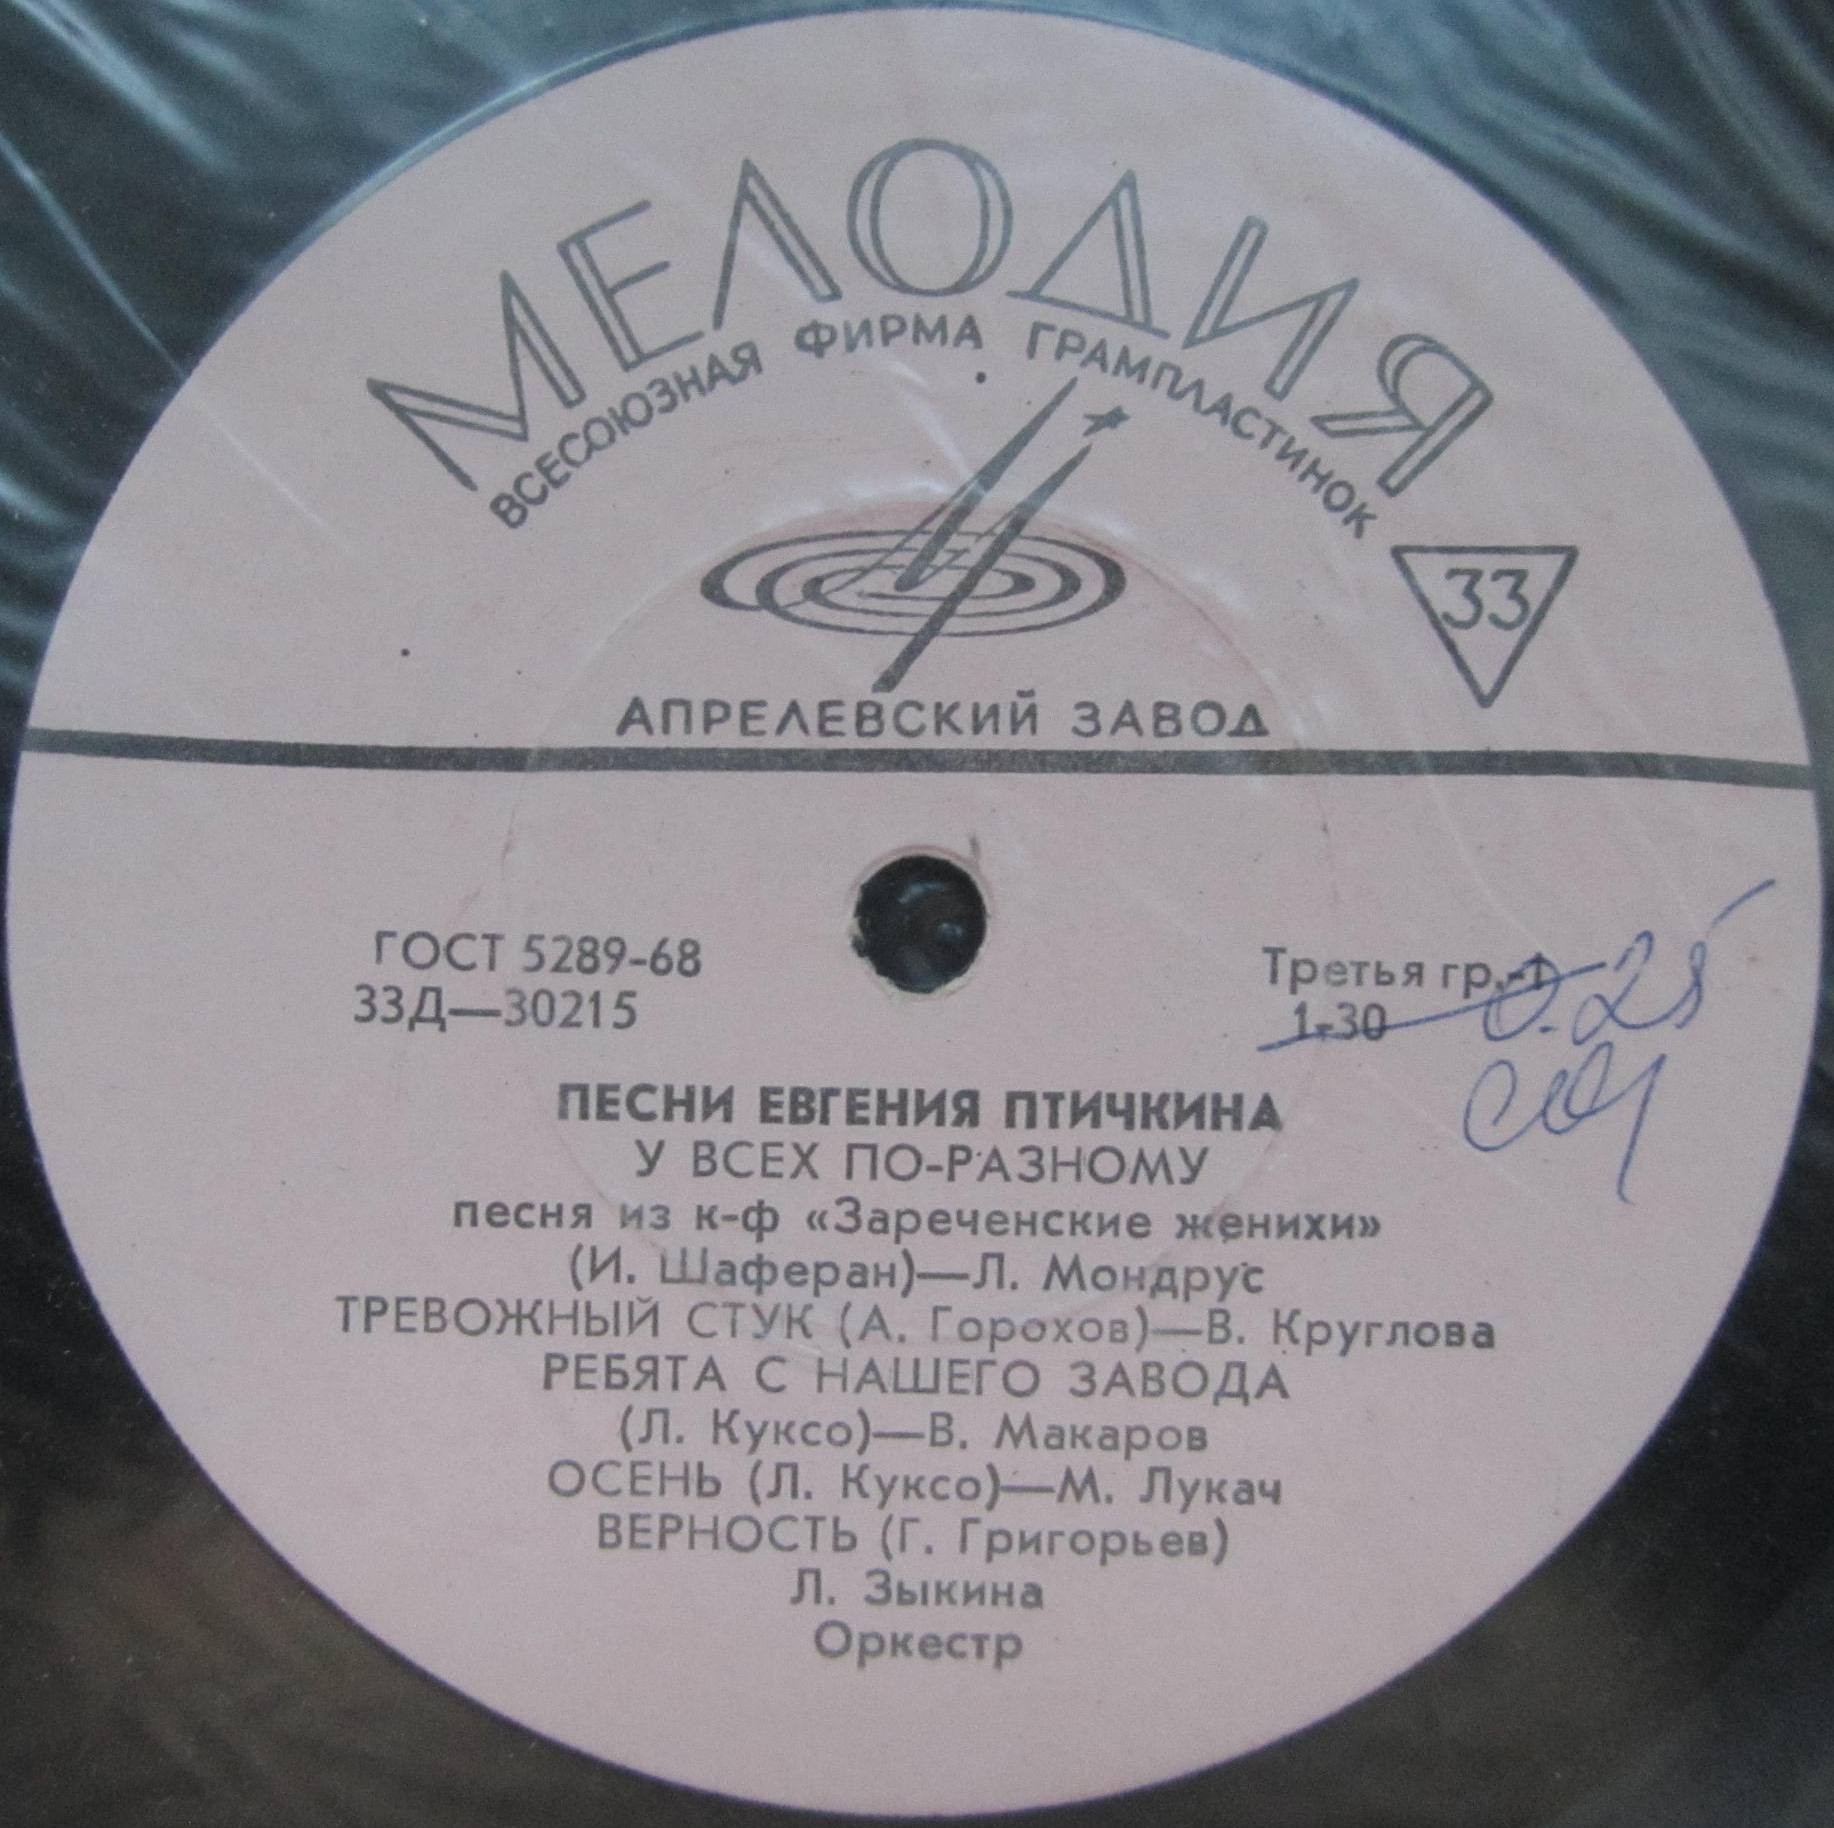 МЕЛОДИЯ
ВСЕСОЮЗНАЯ ФИРМА ГРАМПЛАСТИНОК
33
АПРЕЛЕВСКИЙ ЗАВОД
ГОСТ 5289-68
33Д—30215
Третья гр.-1
1-30
0.25
ПЕСНИ ЕВГЕНИЯ ПТИЧКИНА
У ВСЕХ ПО-РАЗНОМУ
песня из к-ф «Зареченские женихи»
(И. Шаферан)—Л. Мондрус
ТРЕВОЖНЫЙ СТУК (А. Горохов)—В. Круглова
РЕБЯТА С НАШЕГО ЗАВОДА
(Л. Куксо)—В. Макаров
ОСЕНЬ (Л. Куксо)—М. Лукач
ВЕРНОСТЬ (Г. Григорьев)
Л. Зыкина
Оркестр